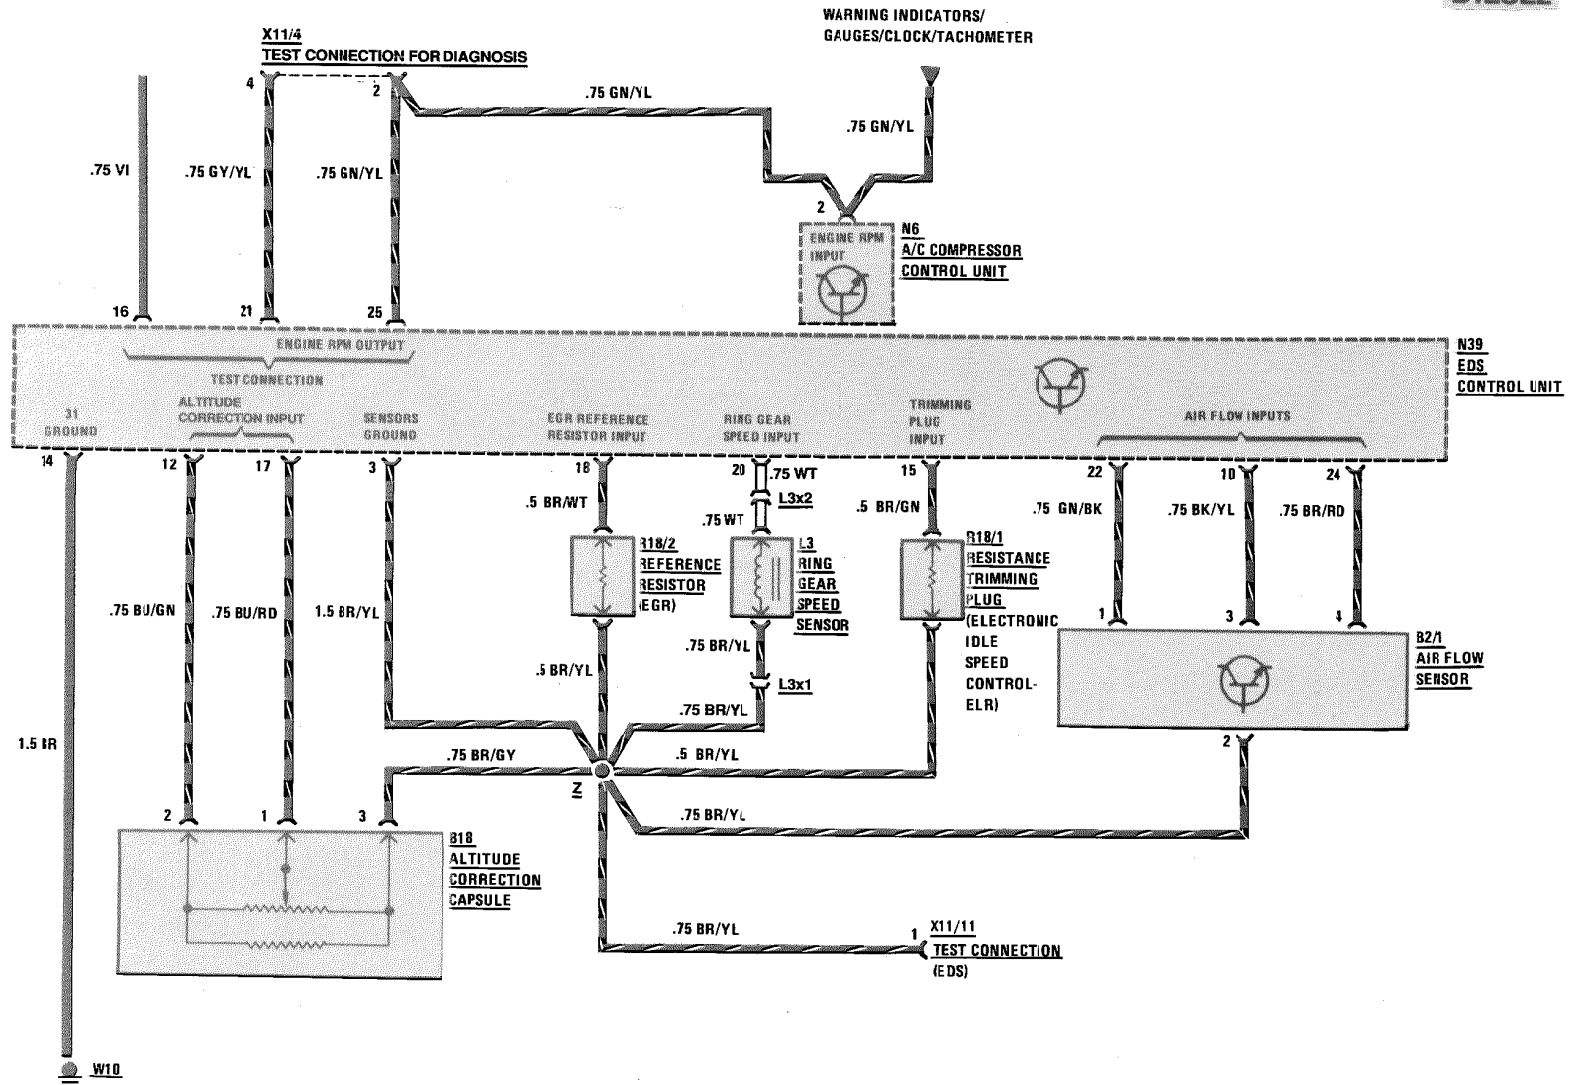 WARNING INDICATORS/
GAUGES/CLOCK/TACHOMETER
X11/4
TEST CONNECTION FOR DIAGNOSIS
4
2
.75 GN/YL
.75 GN/YL
.75 VI
.75 GY/YL
.75 GN/YL
2
N6
A/C COMPRESSOR
CONTROL UNIT
ENGINE RPM
INPUT
16
21
25
ENGINE RPM OUTPUT
TEST CONNECTION
N39
EDS
CONTROL UNIT
31
GROUND
ALTITUDE
CORRECTION INPUT
SENSORS
GROUND
EGR REFERENCE
RESISTOR INPUT
RING GEAR
SPEED INPUT
TRIMMING
PLUG
INPUT
AIR FLOW INPUTS
14
12
17
3
18
20
15
22
10
24
.75 WT
L3x2
.75 WT
.5 BR/WT
.5 BR/GN
.75 GN/BK
.75 BK/YL
.75 BR/RD
R18/2
REFERENCE
RESISTOR
(EGR)
L3
RING
GEAR
SPEED
SENSOR
R18/1
RESISTANCE
TRIMMING
PLUG
(ELECTRONIC
IDLE
SPEED
CONTROL-
ELR)
.75 BU/GN
.75 BU/RD
1.5 BR/YL
1
3
4
B2/1
AIR FLOW
SENSOR
.5 BR/YL
.75 BR/YL
L3x1
.75 BR/YL
2
1.5 BR
.75 BR/GY
.5 BR/YL
Z
2
1
3
.75 BR/YL
B18
ALTITUDE
CORRECTION
CAPSULE
.75 BR/YL
1
X11/11
TEST CONNECTION
(EDS)
W10